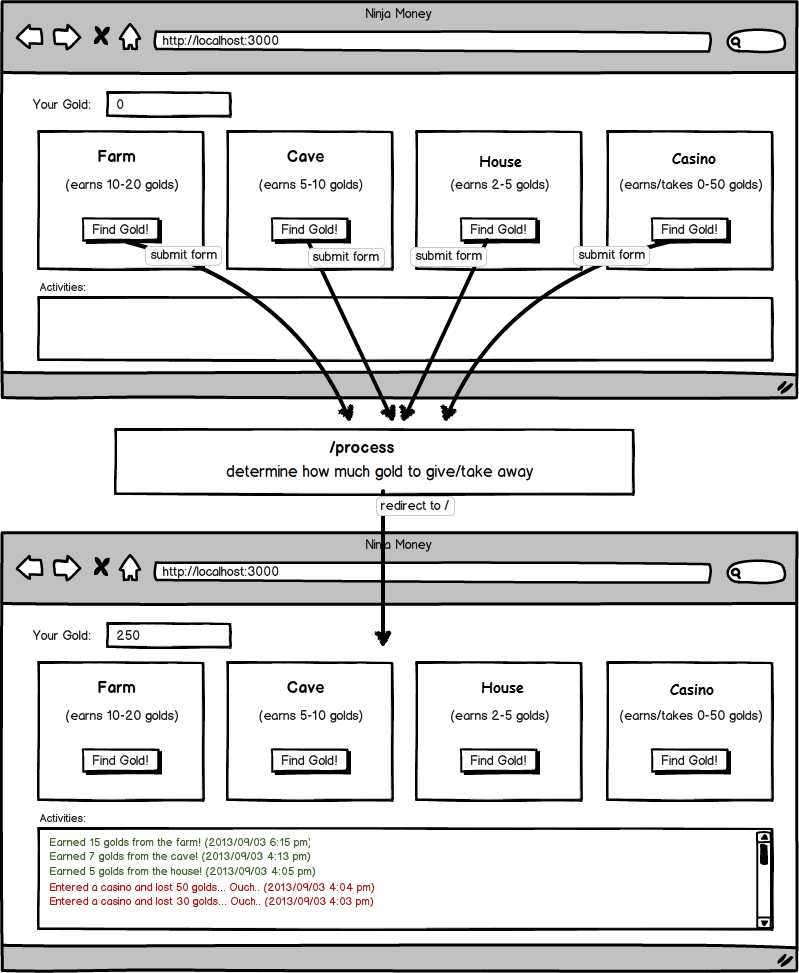 Ninja Money
http://localhost:3000
Your Gold: 0
Farm
(earns 10-20 golds)
Find Gold!
Cave
(earns 5-10 golds)
Find Gold!
House
(earns 2-5 golds)
Find Gold!
Casino
(earns/takes 0-50 golds)
Find Gold!
submit form
submit form
submit form
submit form
Activities:
/process
determine how much gold to give/take away
redirect to /
Ninja Money
http://localhost:3000
Your Gold: 250
Farm
(earns 10-20 golds)
Find Gold!
Cave
(earns 5-10 golds)
Find Gold!
House
(earns 2-5 golds)
Find Gold!
Casino
(earns/takes 0-50 golds)
Find Gold!
Activities:
Earned 15 golds from the farm! (2013/09/03 6:15 pm)
Earned 7 golds from the cave! (2013/09/03 4:13 pm)
Earned 5 golds from the house! (2013/09/03 4:05 pm)
Entered a casino and lost 50 golds... Ouch.. (2013/09/03 4:04 pm)
Entered a casino and lost 30 golds... Ouch.. (2013/09/03 4:03 pm)